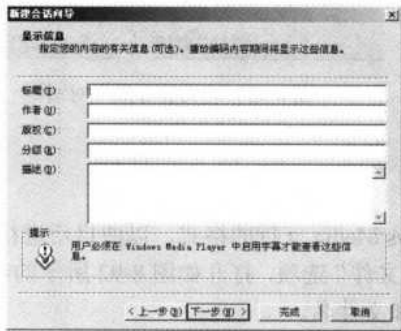 新建会话向导
显示信息
指定您的内容的有关信息(可选)。播放编码内容期间将显示这些信息。
标题(T):
作者(U):
版权(C):
分级(R):
描述(D):
提示
用户必须在 Windows Media Player 中启用字幕才能查看这些信
息。
< 上一步(B) 下一步(N) > 完成 取消